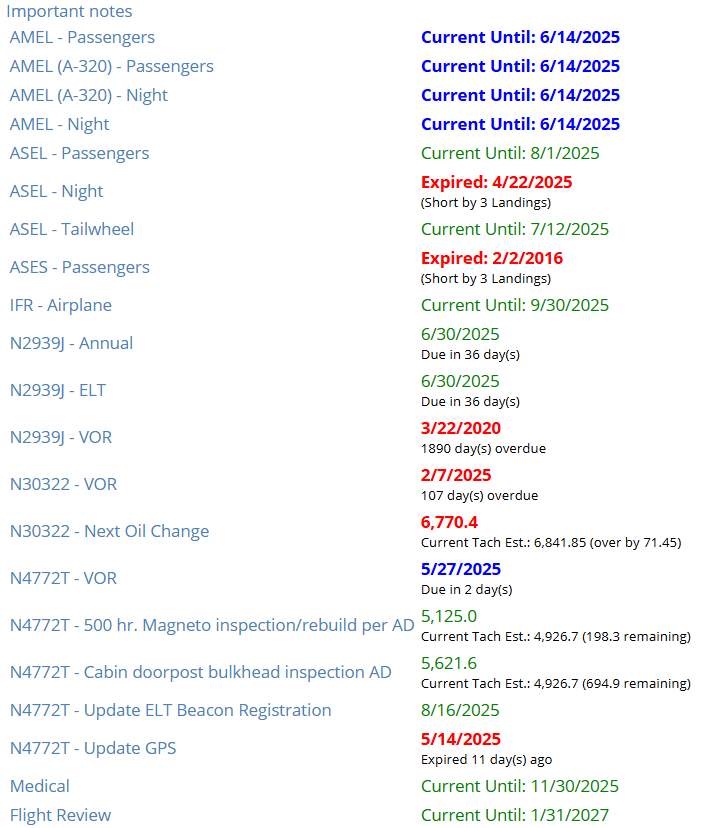 Important notes
AMEL - Passengers Current Until: 6/14/2025
AMEL (A-320) - Passengers Current Until: 6/14/2025
AMEL (A-320) - Night Current Until: 6/14/2025
AMEL - Night Current Until: 6/14/2025
ASEL - Passengers Current Until: 8/1/2025
ASEL - Night Expired: 4/22/2025
(Short by 3 Landings)
ASEL - Tailwheel Current Until: 7/12/2025
ASES - Passengers Expired: 2/2/2016
(Short by 3 Landings)
IFR - Airplane Current Until: 9/30/2025
N2939J - Annual 6/30/2025
Due in 36 day(s)
N2939J - ELT 6/30/2025
Due in 36 day(s)
N2939J - VOR 3/22/2020
1890 day(s) overdue
N30322 - VOR 2/7/2025
107 day(s) overdue
N30322 - Next Oil Change 6,770.4
Current Tach Est.: 6,841.85 (over by 71.45)
N4772T - VOR 5/27/2025
Due in 2 day(s)
N4772T - 500 hr. Magneto inspection/rebuild per AD 5,125.0
Current Tach Est.: 4,926.7 (198.3 remaining)
N4772T - Cabin doorpost bulkhead inspection AD 5,621.6
Current Tach Est.: 4,926.7 (694.9 remaining)
N4772T - Update ELT Beacon Registration 8/16/2025
N4772T - Update GPS 5/14/2025
Expired 11 day(s) ago
Medical Current Until: 11/30/2025
Flight Review Current Until: 1/31/2027